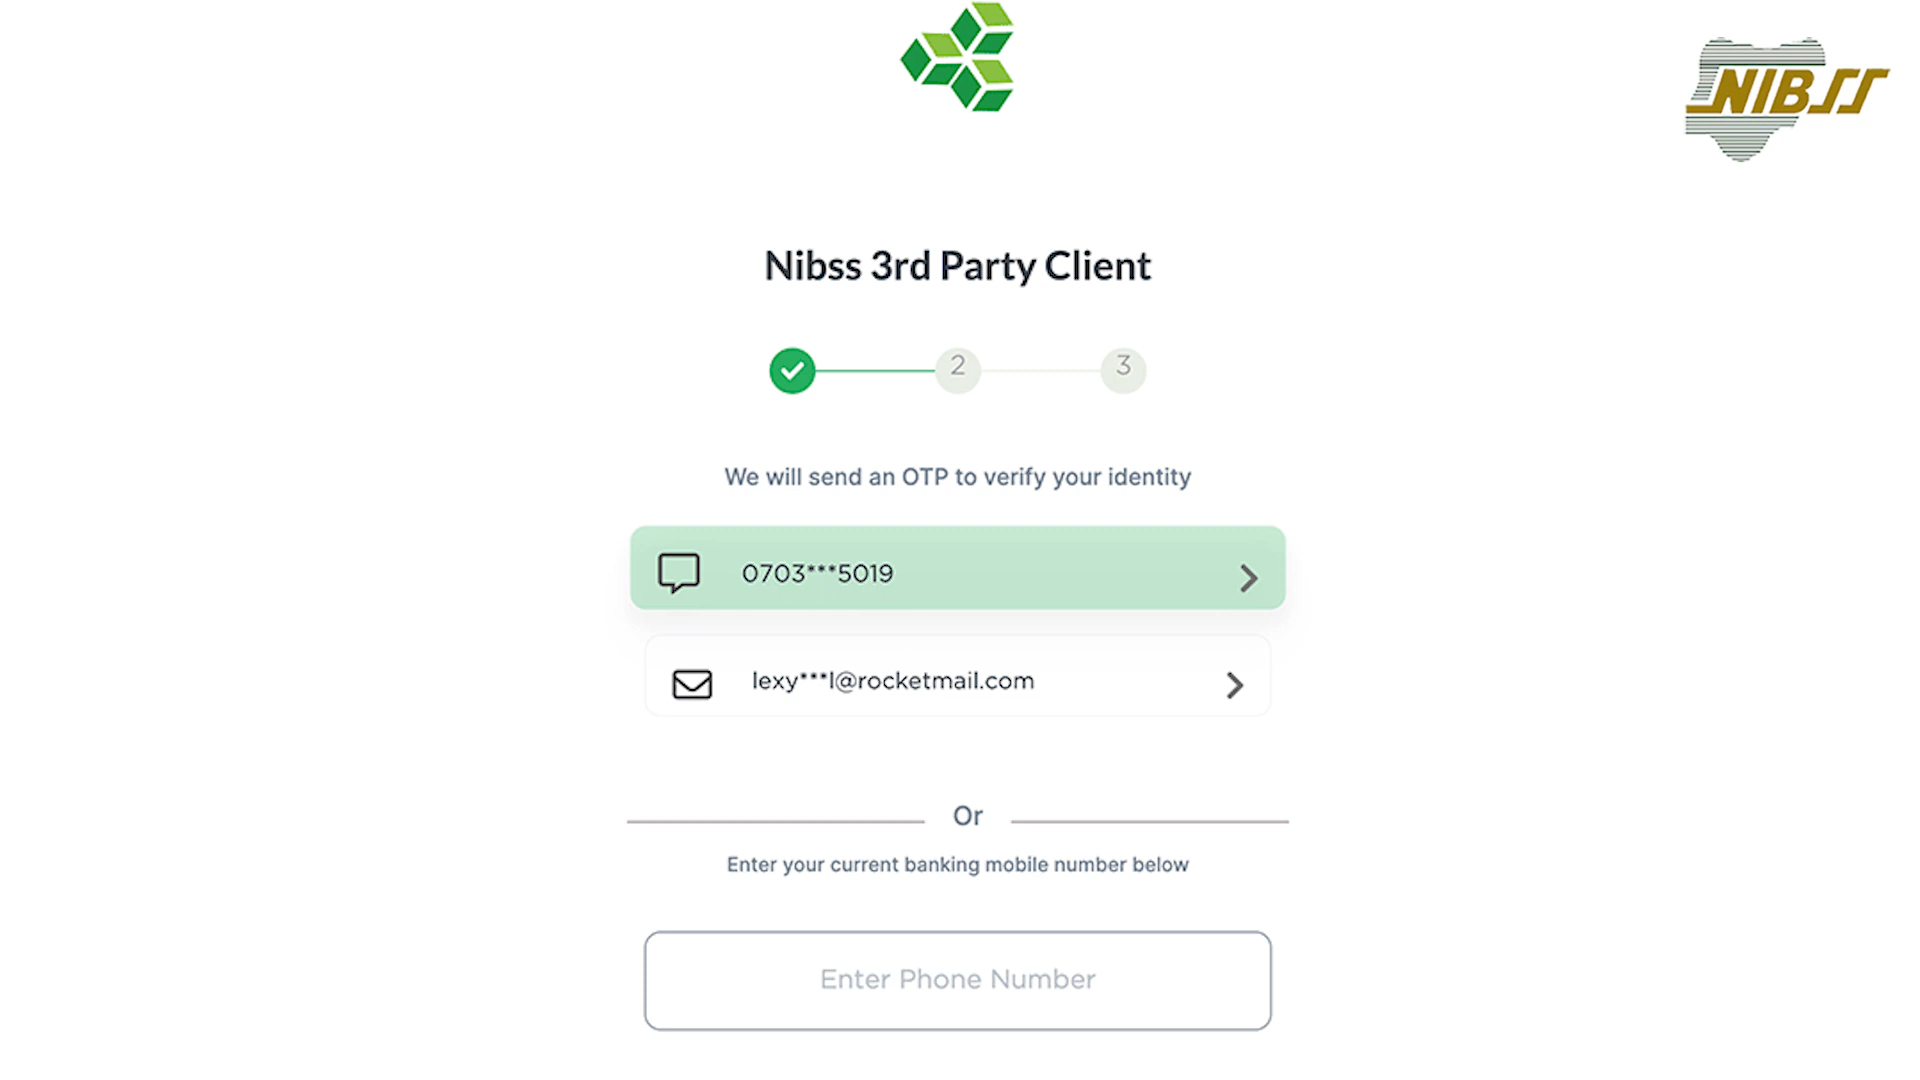 NIBSS
Nibss 3rd Party Client
2
3
We will send an OTP to verify your identity
0703***5019
lexy***l@rocketmail.com
Or
Enter your current banking mobile number below
Enter Phone Number